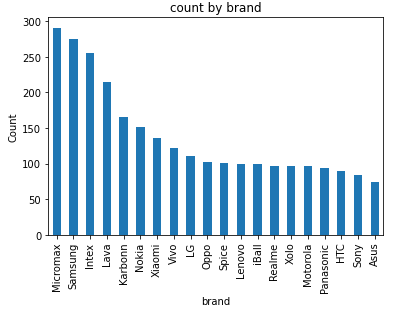 count by brand
300
250
200
150
100
50
0
Count
Micromax
Samsung
Intex
Lava
Karbonn
Nokia
Xiaomi
Vivo
LG
Oppo
Spice
Lenovo
iBall
Realme
Xolo
Motorola
Panasonic
HTC
Sony
Asus
brand